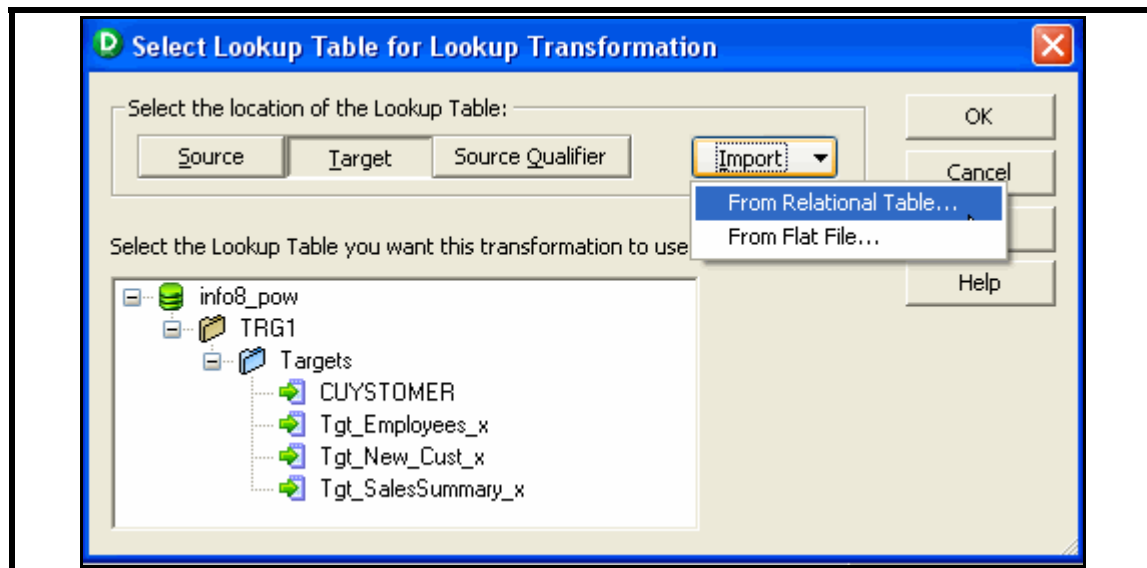 Select Lookup Table for Lookup Transformation
Select the location of the Lookup Table:
Source Target Source Qualifier Import
OK
Cancel
From Relational Table...
From Flat File...
Select the Lookup Table you want this transformation to use
Help
info8_pow
TRG1
Targets
CUYSTOMER
Tgt_Employees_x
Tgt_New_Cust_x
Tgt_SalesSummary_x